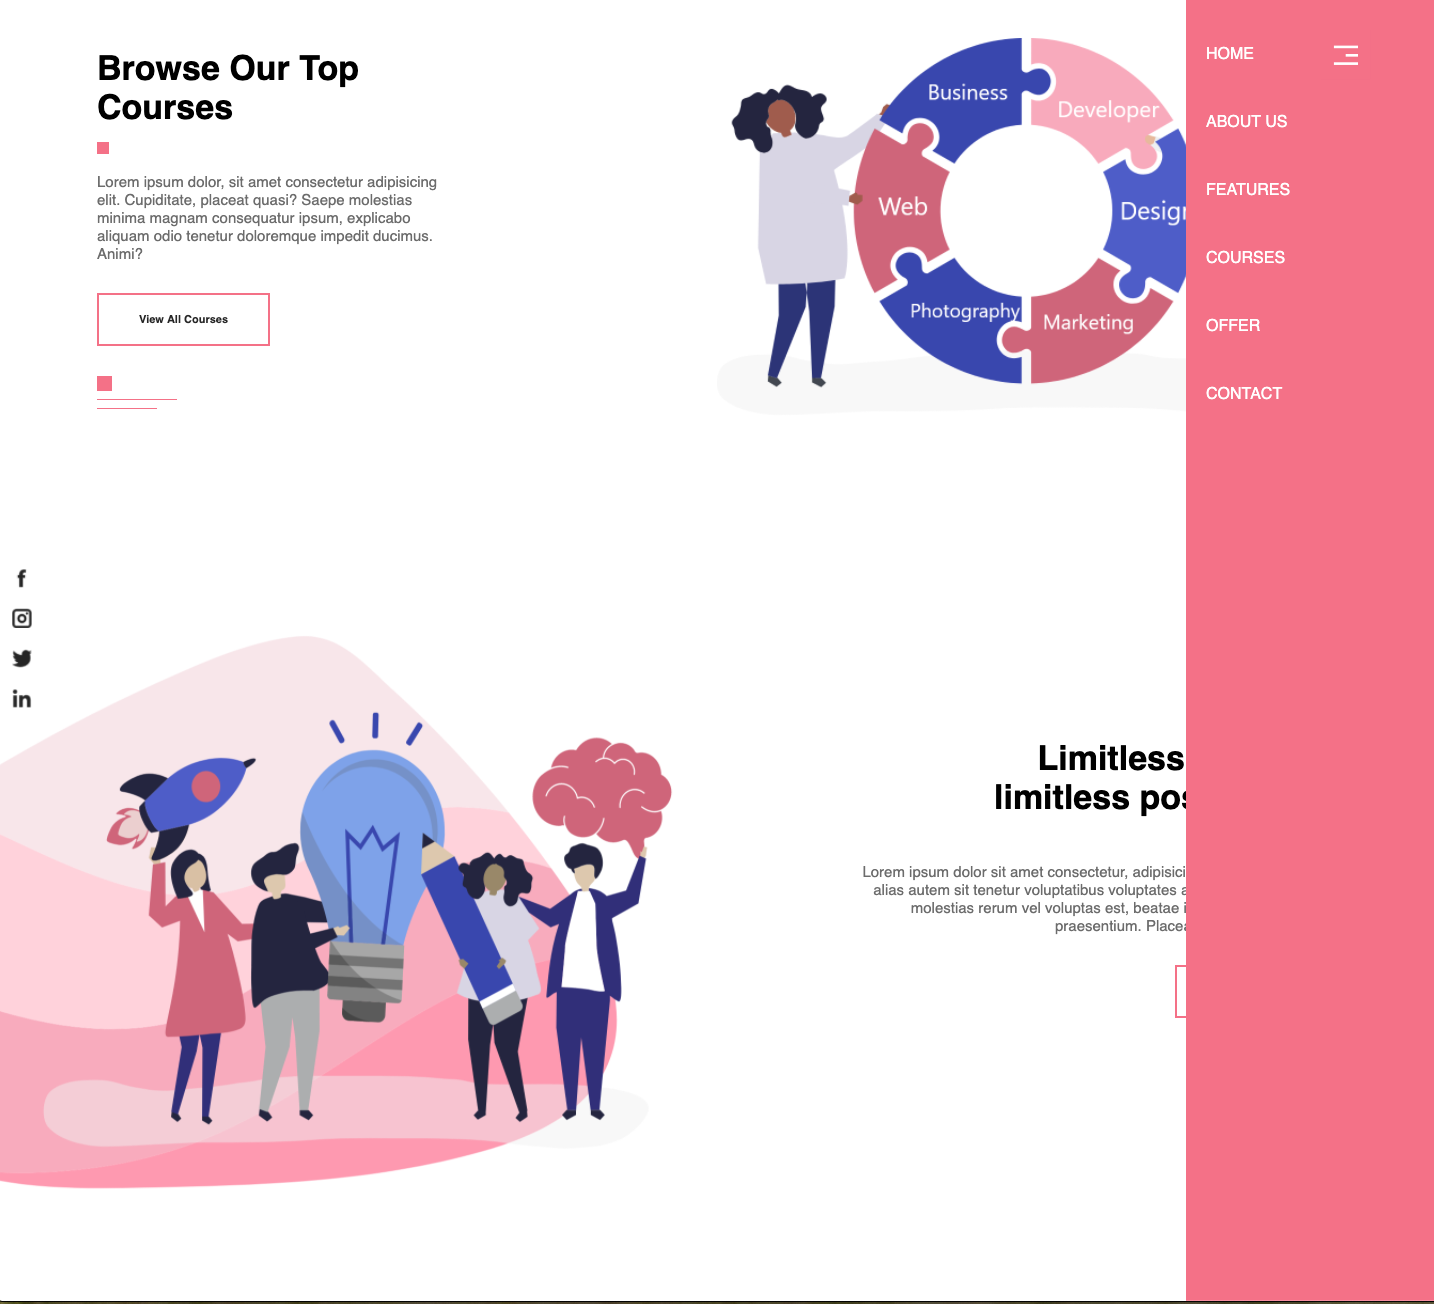 Browse Our Top
Courses
Lorem ipsum dolor, sit amet consectetur adipisicing
elit. Cupiditate, placeat quasi? Saepe molestias
minima magnam consequatur ipsum, explicabo
aliquam odio tenetur doloremque impedit ducimus.
Animi?
View All Courses
Business
Developer
Web
Design
Photography
Marketing
HOME
ABOUT US
FEATURES
COURSES
OFFER
CONTACT
f
in
Limitless
limitless pos
Lorem ipsum dolor sit amet consectetur, adipisici
alias autem sit tenetur voluptatibus voluptates a
molestias rerum vel voluptas est, beatae i
praesentium. Placea